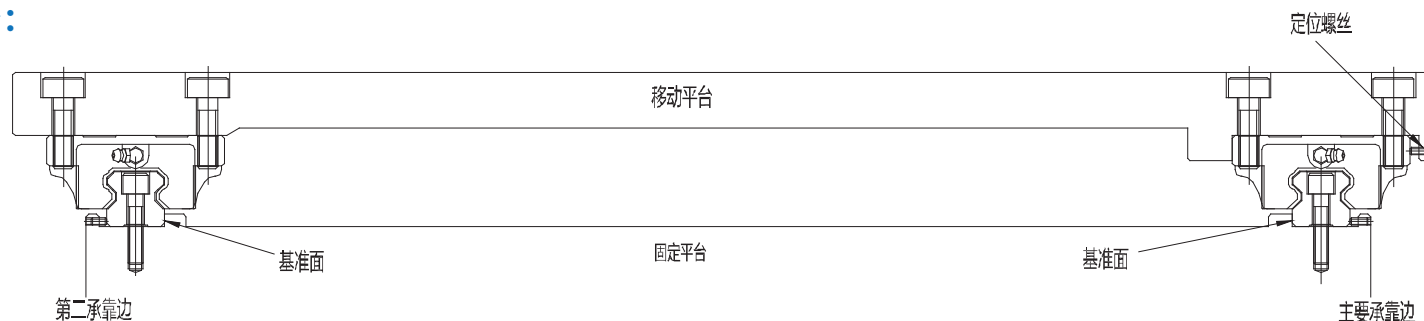 :
定位螺丝
移动平台
固定平台
基准面
基准面
第二承靠边
主要承靠边